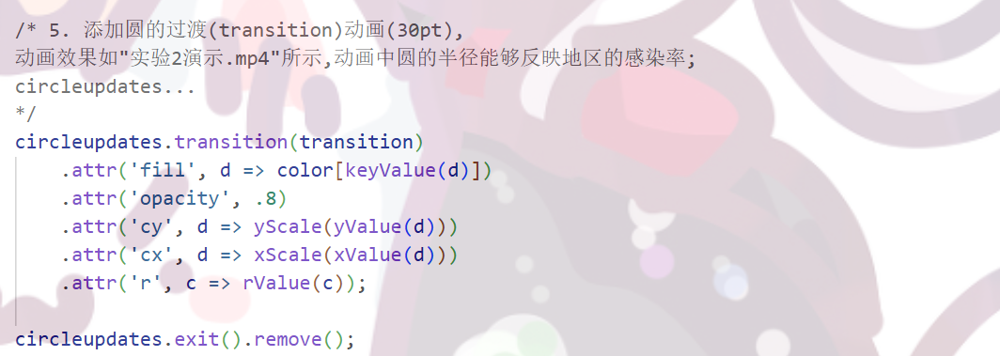 /* 5. 添加圆的过渡(transition)动画(30pt),
动画效果如"实验2演示.mp4"所示,动画中圆的半径能够反映地区的感染率;
circleupdates...
*/
circleupdates.transition(transition)
.attr('fill', d => color[keyValue(d)])
.attr('opacity', .8)
.attr('cy', d => yScale(yValue(d)))
.attr('cx', d => xScale(xValue(d)))
.attr('r', c => rValue(c));
circleupdates.exit().remove();